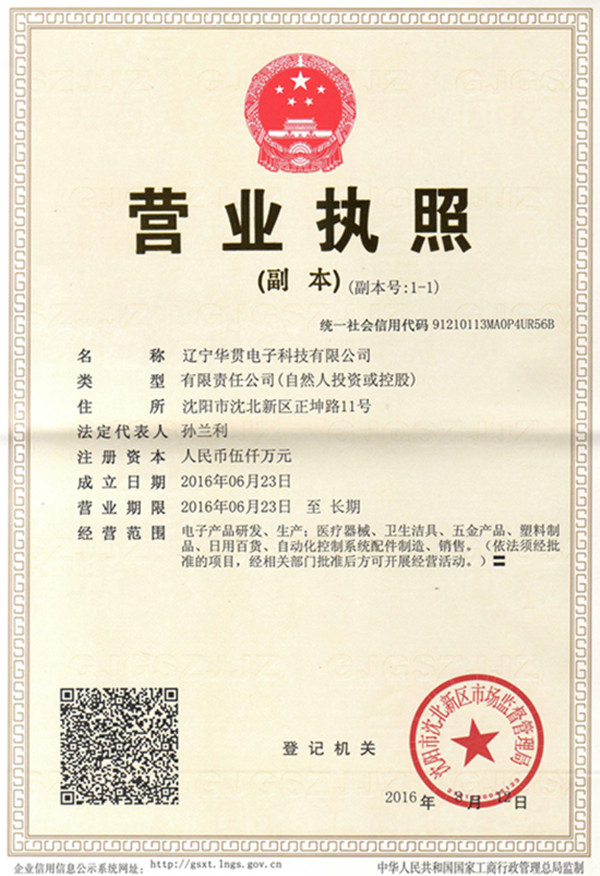 营业执照
(副 本) (副本号:1-1)
统一社会信用代码 91210113MA0P4UR56B
名 称 辽宁华贯电子科技有限公司
类 型 有限责任公司(自然人投资或控股)
住 所 沈阳市沈北新区正坤路11号
法定代表人 孙兰利
注册资本 人民币伍仟万元
成立日期 2016年06月23日
营业期限 2016年06月23日 至 长期
经营范围 电子产品研发、生产;医疗器械、卫生洁具、五金产品、塑料制
品、日用百货、自动化控制系统配件制造、销售。(依法须经批
准的项目,经相关部门批准后方可开展经营活动。)
沈阳市沈北新区市场监督管理局
登记机关
2016 年 8月 12日
企业信用信息公示系统网址: http://gsxt.lngs.gov.cn
中华人民共和国国家工商行政管理总局监制